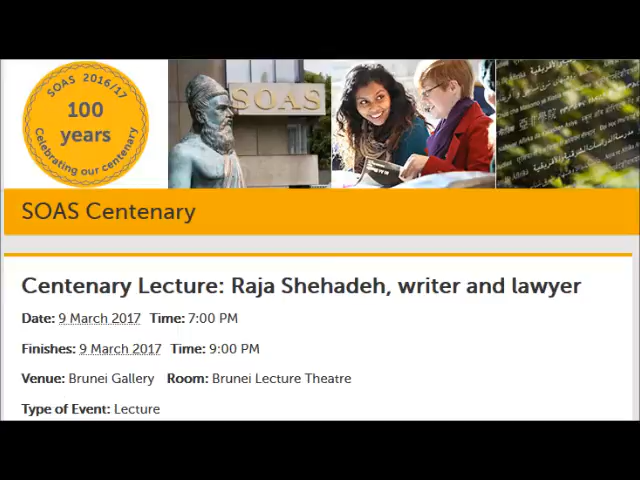 SOAS 2016/17
100
years
Celebrating our centenary
SOAS
SOAS Centenary
Centenary Lecture: Raja Shehadeh, writer and lawyer
Date: 9 March 2017 Time: 7:00 PM
Finishes: 9 March 2017 Time: 9:00 PM
Venue: Brunei Gallery Room: Brunei Lecture Theatre
Type of Event: Lecture